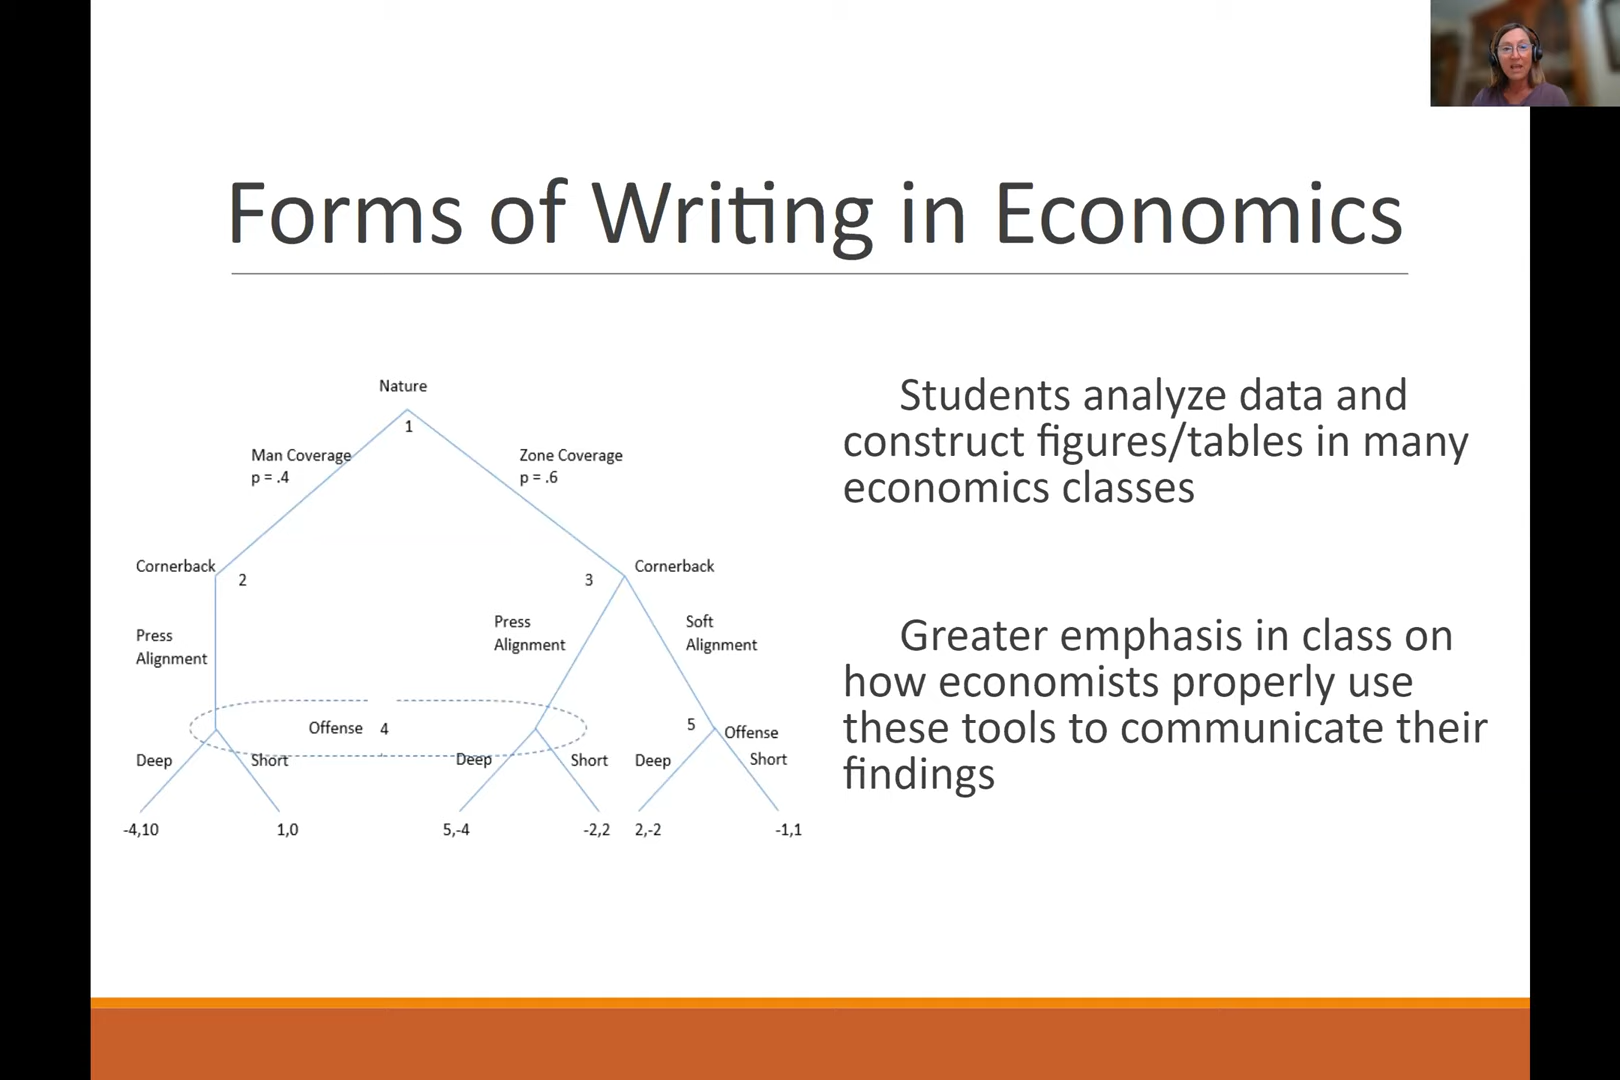 Forms of Writing in Economics
Nature
1
Man Coverage
p = .4
Zone Coverage
p = .6
Cornerback
2
3
Cornerback
Press
Alignment
Press
Alignment
Soft
Alignment
Offense 4
5
Offense
Deep
Short
Deep
Short
Deep
Short
-4,10
1,0
5,-4
-2,2
2,-2
-1,1
Students analyze data and
construct figures/tables in many
economics classes
Greater emphasis in class on
how economists properly use
these tools to communicate their
findings